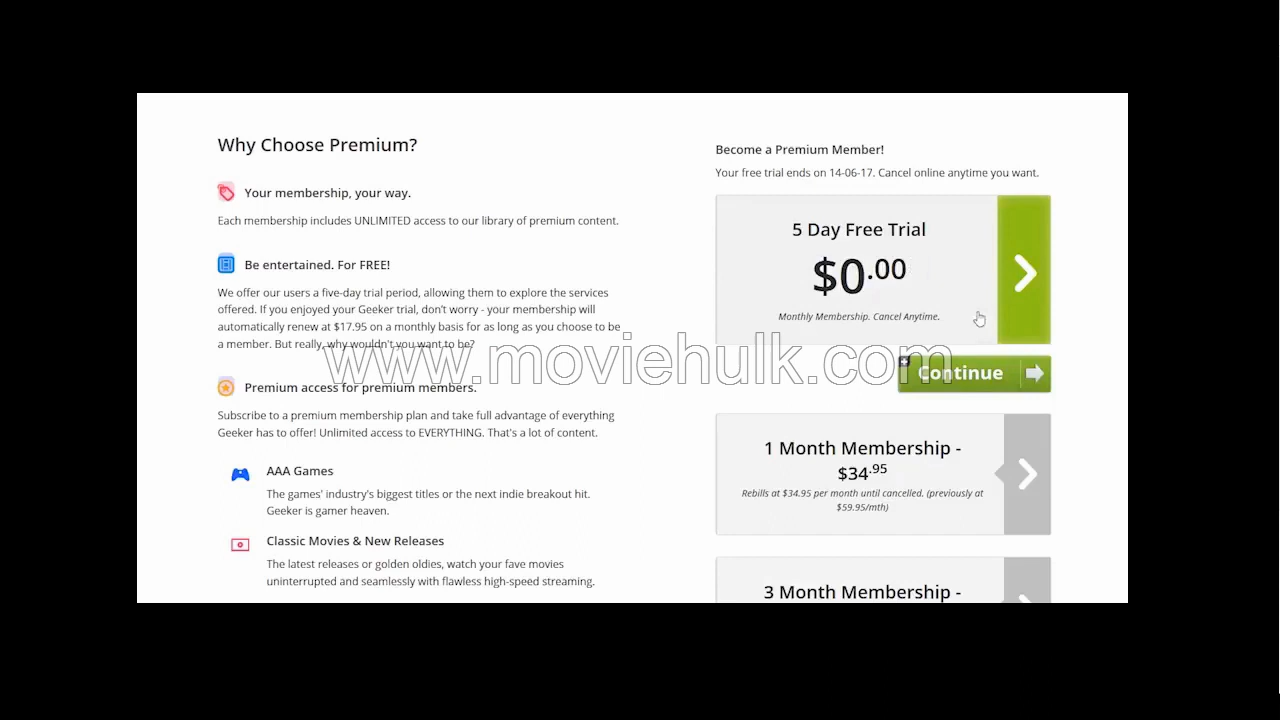 Why Choose Premium?
Your membership, your way.
Each membership includes UNLIMITED access to our library of premium content.
Be entertained. For FREE!
We offer our users a five-day trial period, allowing them to explore the services
offered. If you enjoyed your Geeker trial, don't worry - your membership will
automatically renew at $17.95 on a monthly basis for as long as you choose to be
a member. But really, why wouldn't you want to be?
Premium access for premium members.
Subscribe to a premium membership plan and take full advantage of everything
Geeker has to offer! Unlimited access to EVERYTHING. That's a lot of content.
AAA Games
The games' industry's biggest titles or the next indie breakout hit.
Geeker is gamer heaven.
Classic Movies & New Releases
The latest releases or golden oldies, watch your fave movies
uninterrupted and seamlessly with flawless high-speed streaming.
Become a Premium Member!
Your free trial ends on 14-06-17. Cancel online anytime you want.
5 Day Free Trial
$0.00
Monthly Membership. Cancel Anytime.
www.moviehulk.com
Continue
1 Month Membership -
$34.95
Rebills at $34.95 per month until cancelled. (previously at
$59.95/mth)
3 Month Membership -